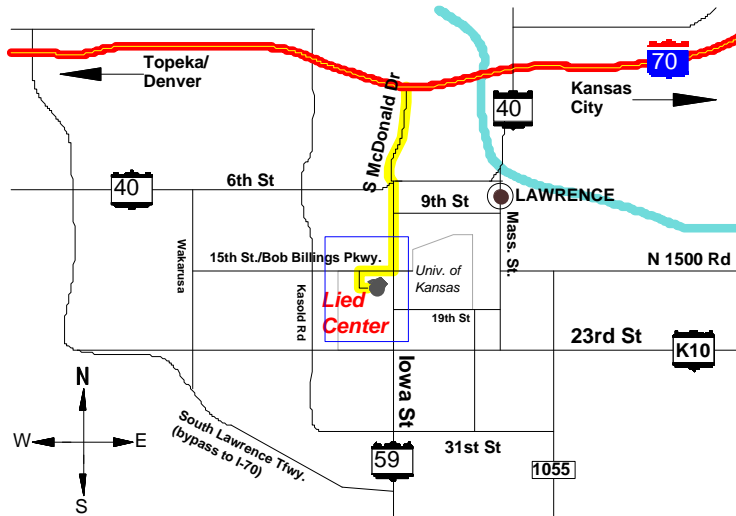 70
Topeka/
Denver
Kansas
City
S McDonald Dr
40
40
6th St
9th St
LAWRENCE
Mass. St.
Wakarusa
15th St./Bob Billings Pkwy.
Univ. of
Kansas
N 1500 Rd
Lied
Center
Kasold Rd
19th St
23rd St
K10
Iowa St
N
W
E
S
South Lawrence Tfwy.
(bypass to I-70)
59
31st St
1055